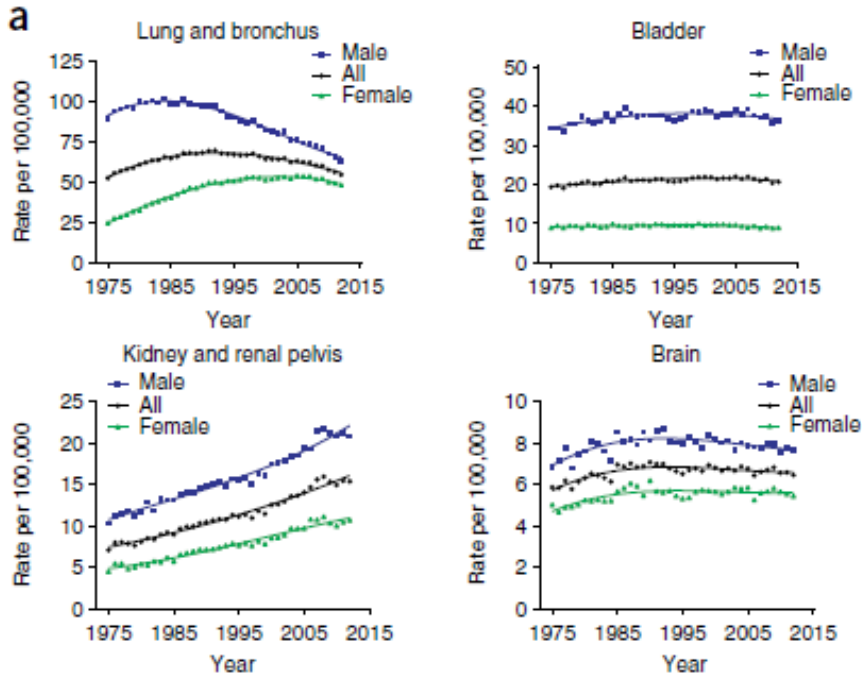 a
Lung and bronchus
Male
All
Female
Rate per 100,000
125
100
75
50
25
0
1975 1985 1995 2005 2015
Year
Bladder
Male
All
Female
Rate per 100,000
50
40
30
20
10
0
1975 1985 1995 2005 2015
Year
Kidney and renal pelvis
Male
All
Female
Rate per 100,000
25
20
15
10
5
0
1975 1985 1995 2005 2015
Year
Brain
Male
All
Female
Rate per 100,000
10
8
6
4
2
0
1975 1985 1995 2005 2015
Year